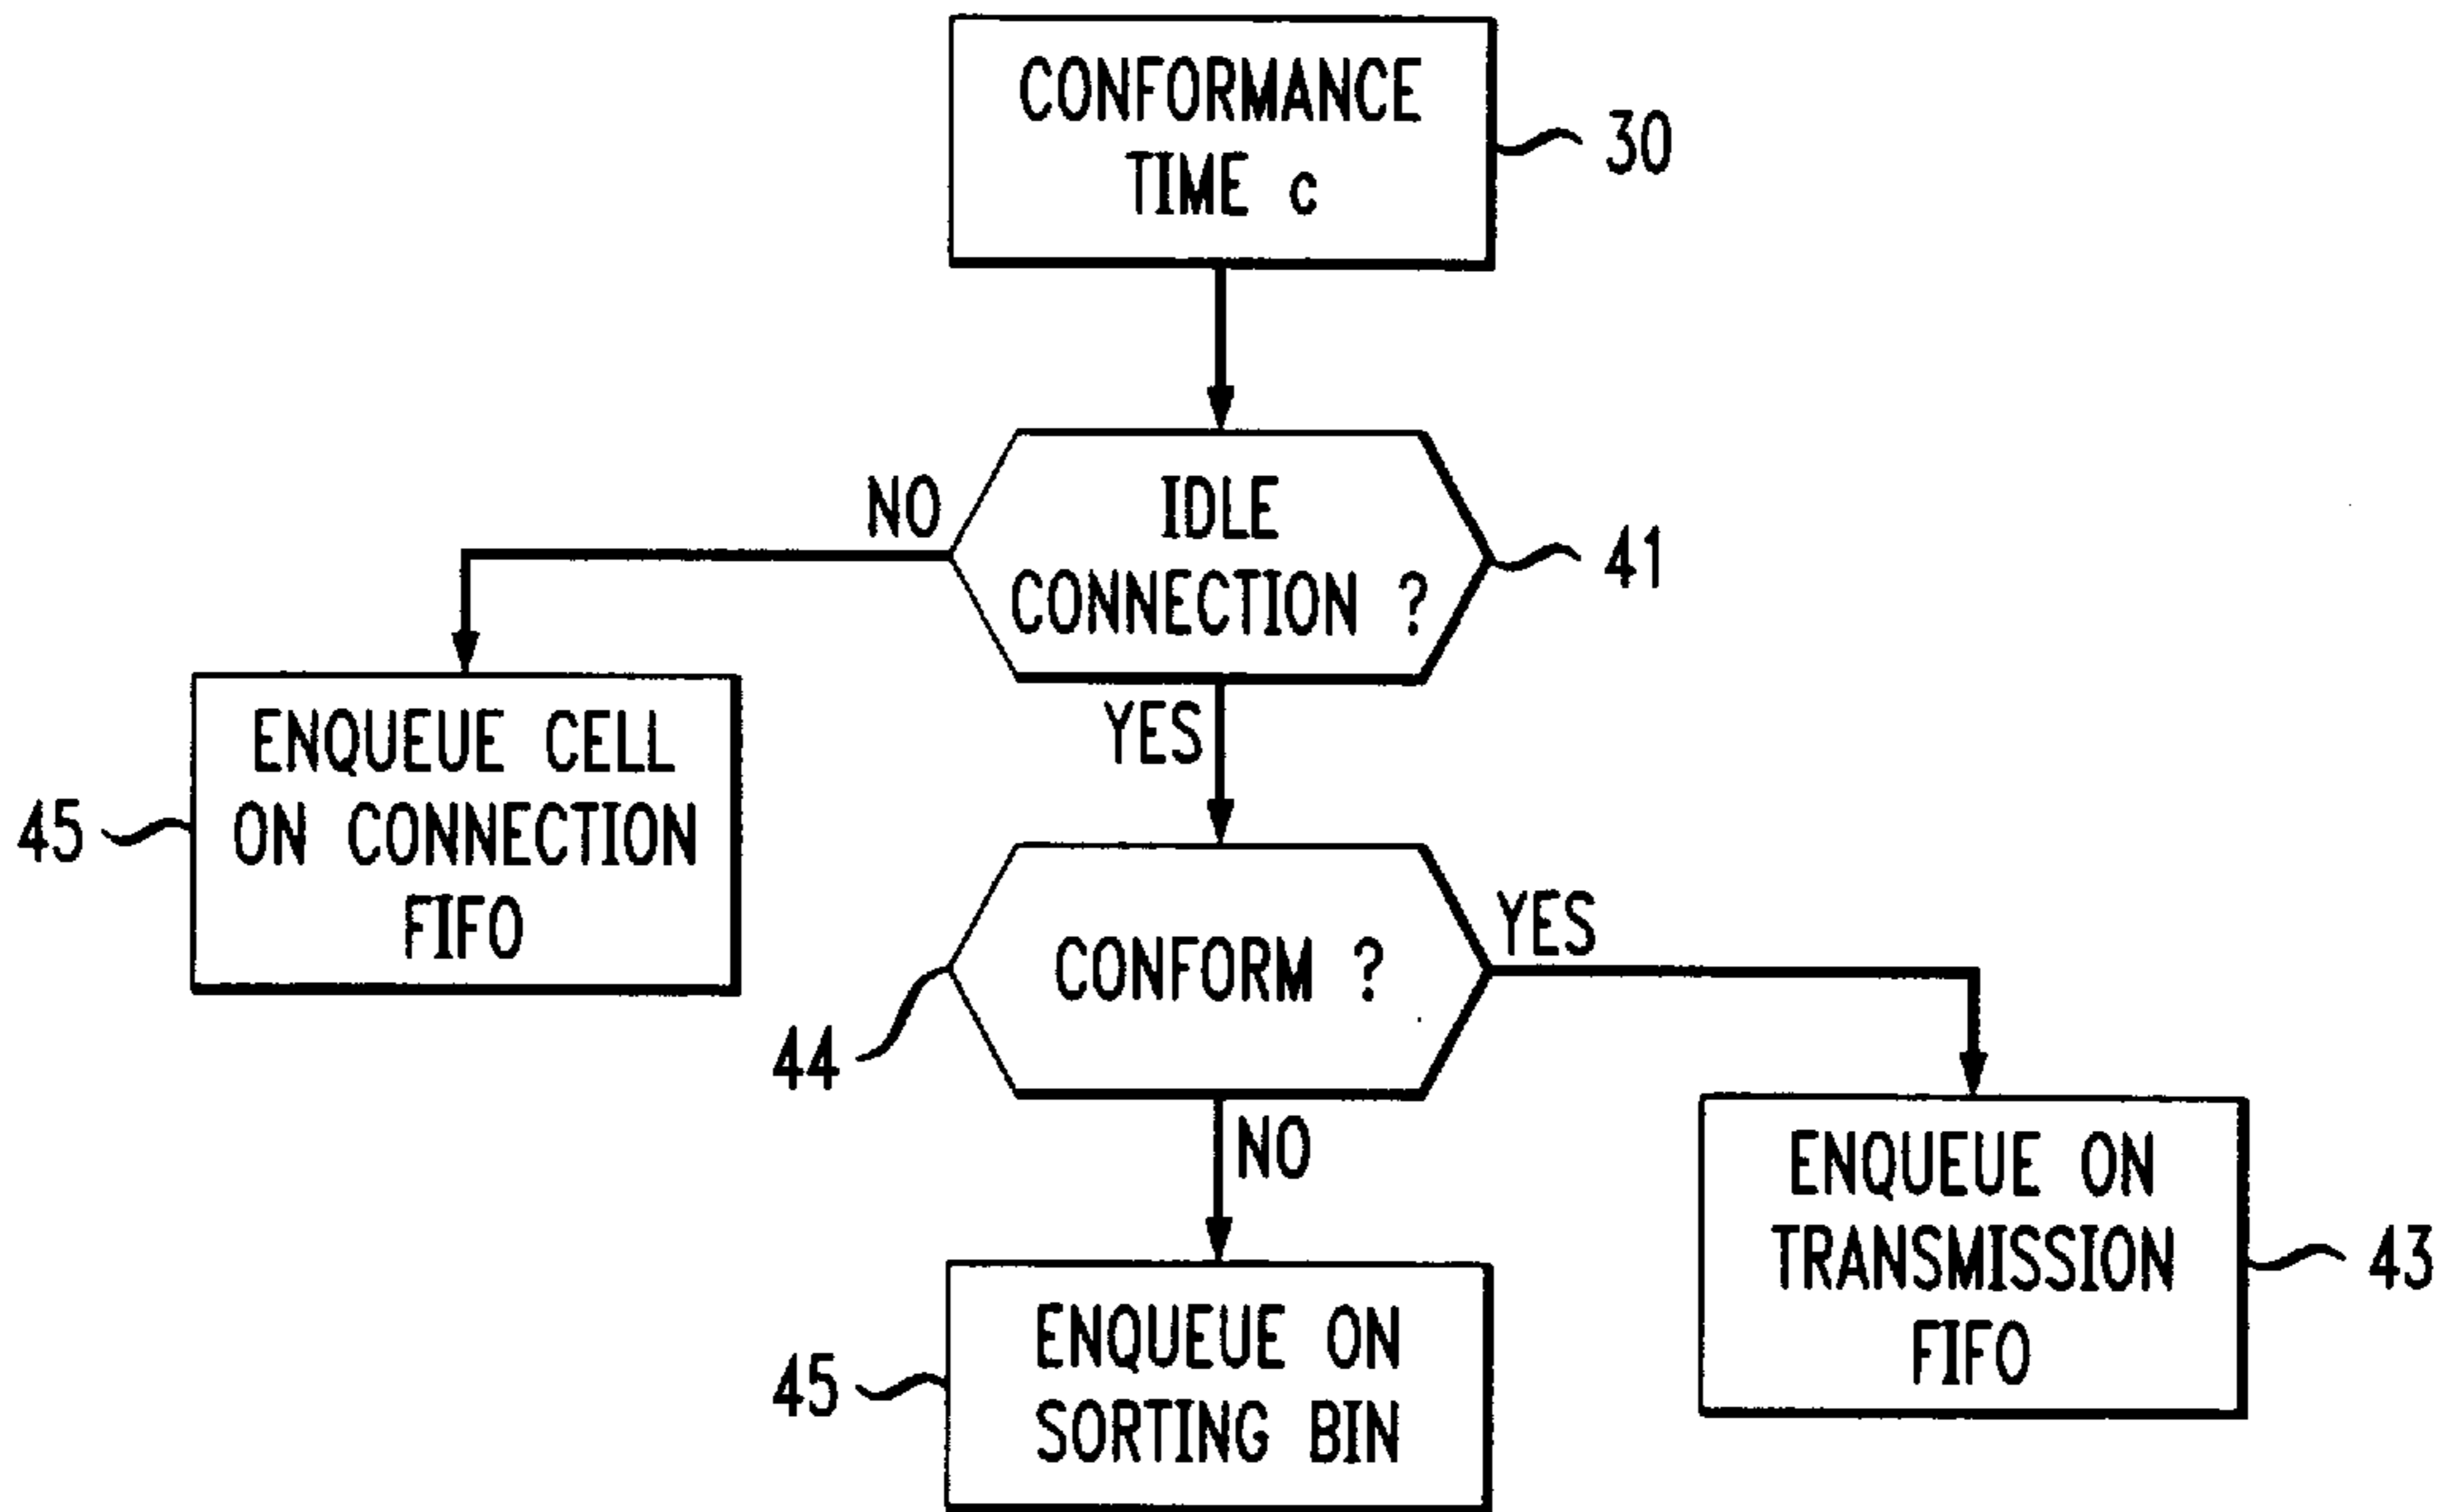 CONFORMANCE
TIME c
30
NO
IDLE
CONNECTION ?
41
YES
ENQUEUE CELL
ON CONNECTION
FIFO
45
CONFORM ?
YES
44
NO
ENQUEUE ON
TRANSMISSION
FIFO
43
ENQUEUE ON
SORTING BIN
45